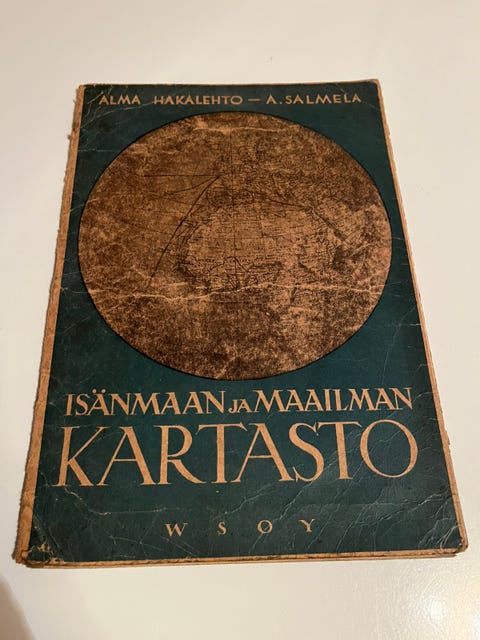 ALMA HAKALEHTO – A. SALMELA
ISÄNMAAN JA MAAILMAN
KARTASTO
WSOY